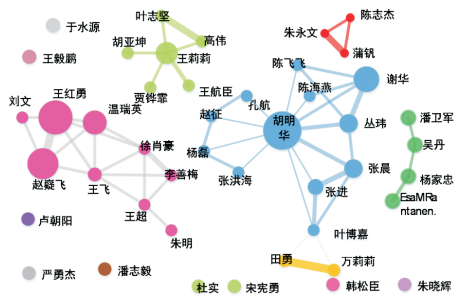 于水源
王毅鹏
叶志坚
高伟
胡亚坤
王莉莉
贾铧霏
陈志杰
朱永文
蒲钒
陈飞飞
谢华
陈海燕
王航臣
孔航
赵征
胡明
华
丛玮
杨磊
张洪海
张晨
张进
叶博嘉
田勇
万莉莉
潘卫军
吴丹
杨家忠
EsaMRa
ntanen.
刘文
王红勇
温瑞英
赵嶷飞
徐肖豪
李善梅
王飞
王超
朱明
卢朝阳
严勇杰
潘志毅
杜实
宋宪勇
韩松臣
朱晓辉